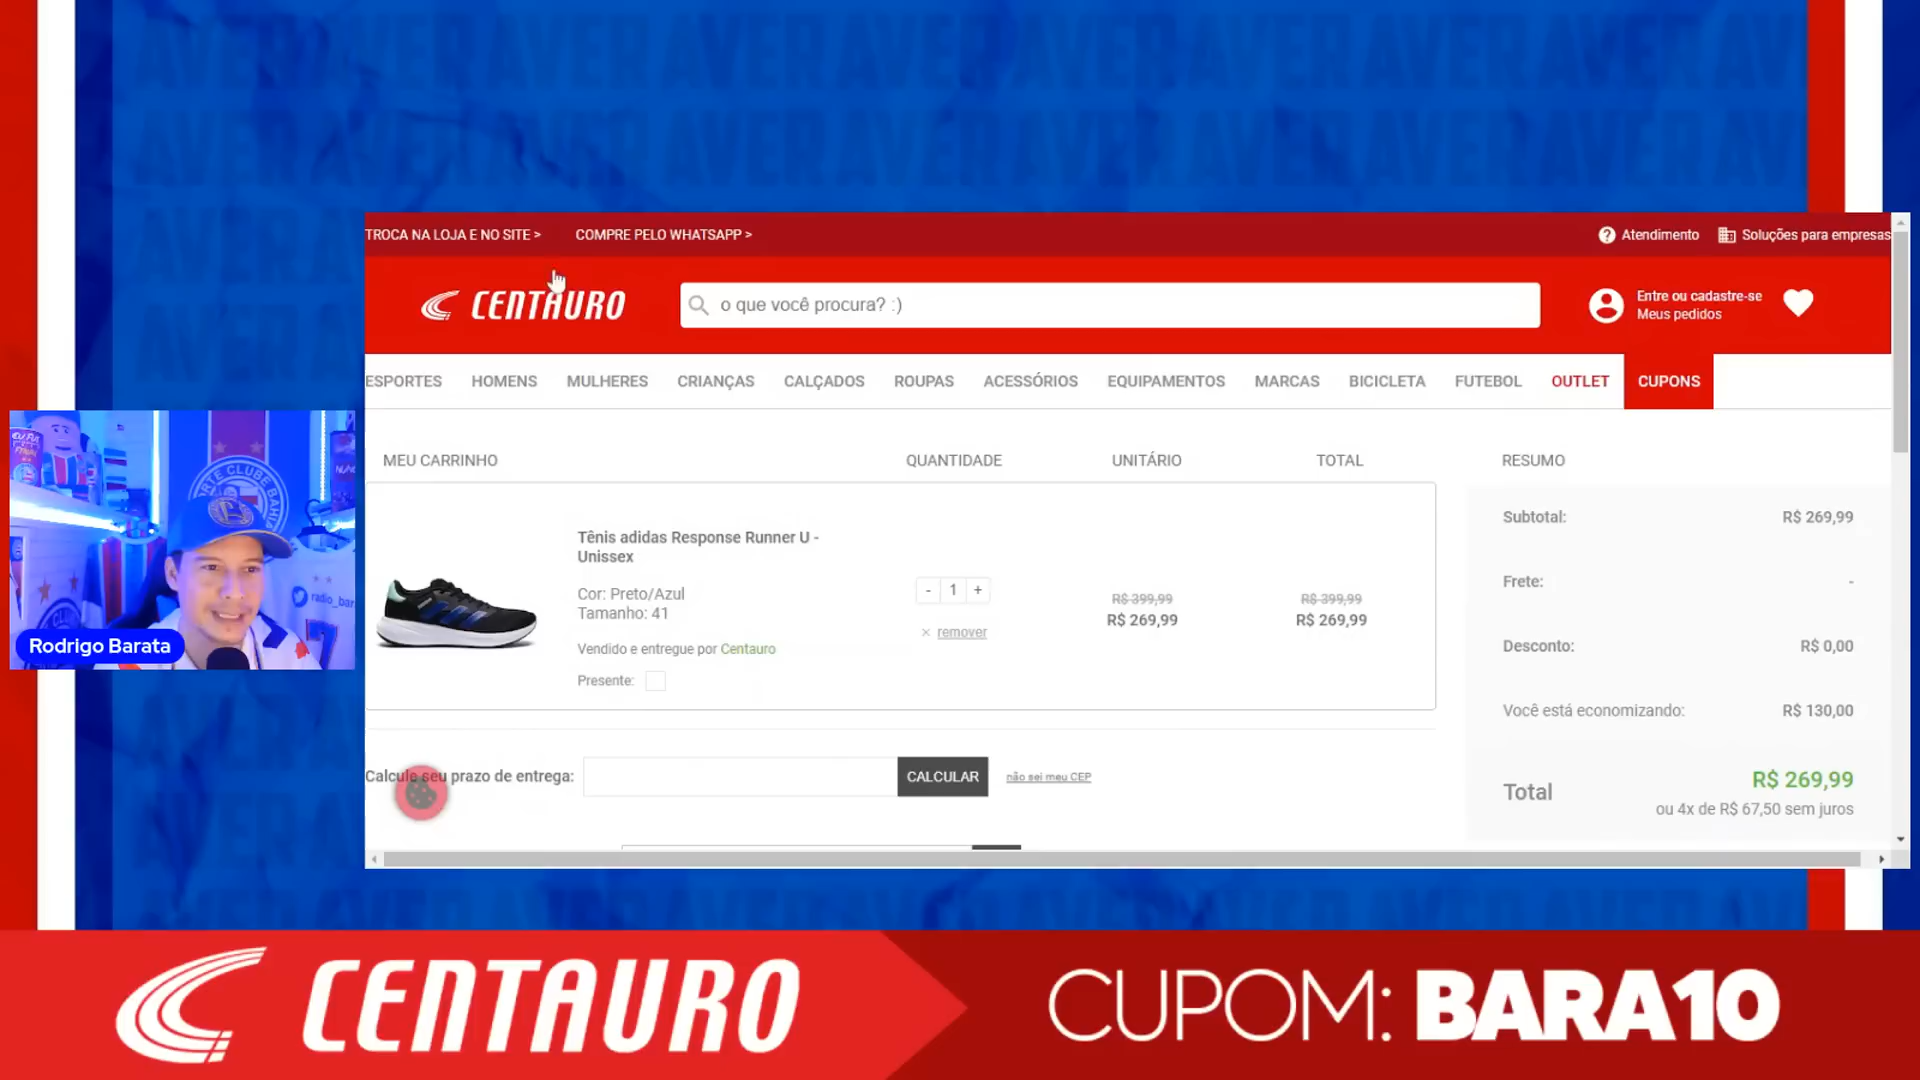 TROCA NA LOJA E NO SITE > COMPRE PELO WHATSAPP > Atendimento Soluções para empresas
CENTAURO
o que você procura? :)
Entre ou cadastre-se
Meus pedidos
ESPORTES HOMENS MULHERES CRIANÇAS CALÇADOS ROUPAS ACESSÓRIOS EQUIPAMENTOS MARCAS BICICLETA FUTEBOL OUTLET CUPONS
MEU CARRINHO QUANTIDADE UNITÁRIO TOTAL
Tênis adidas Response Runner U -
Unissex
Cor: Preto/Azul
Tamanho: 41
Vendido e entregue por Centauro
Presente:
- 1 +
× remover
R$ 399,99
R$ 269,99
R$ 399,99
R$ 269,99
RESUMO
Subtotal: R$ 269,99
Frete: -
Desconto: R$ 0,00
Você está economizando: R$ 130,00
Total R$ 269,99
ou 4x de R$ 67,50 sem juros
Calcule seu prazo de entrega: CALCULAR não sei meu CEP
radio_bar
Rodrigo Barata
CENTAURO
CUPOM: BARA10